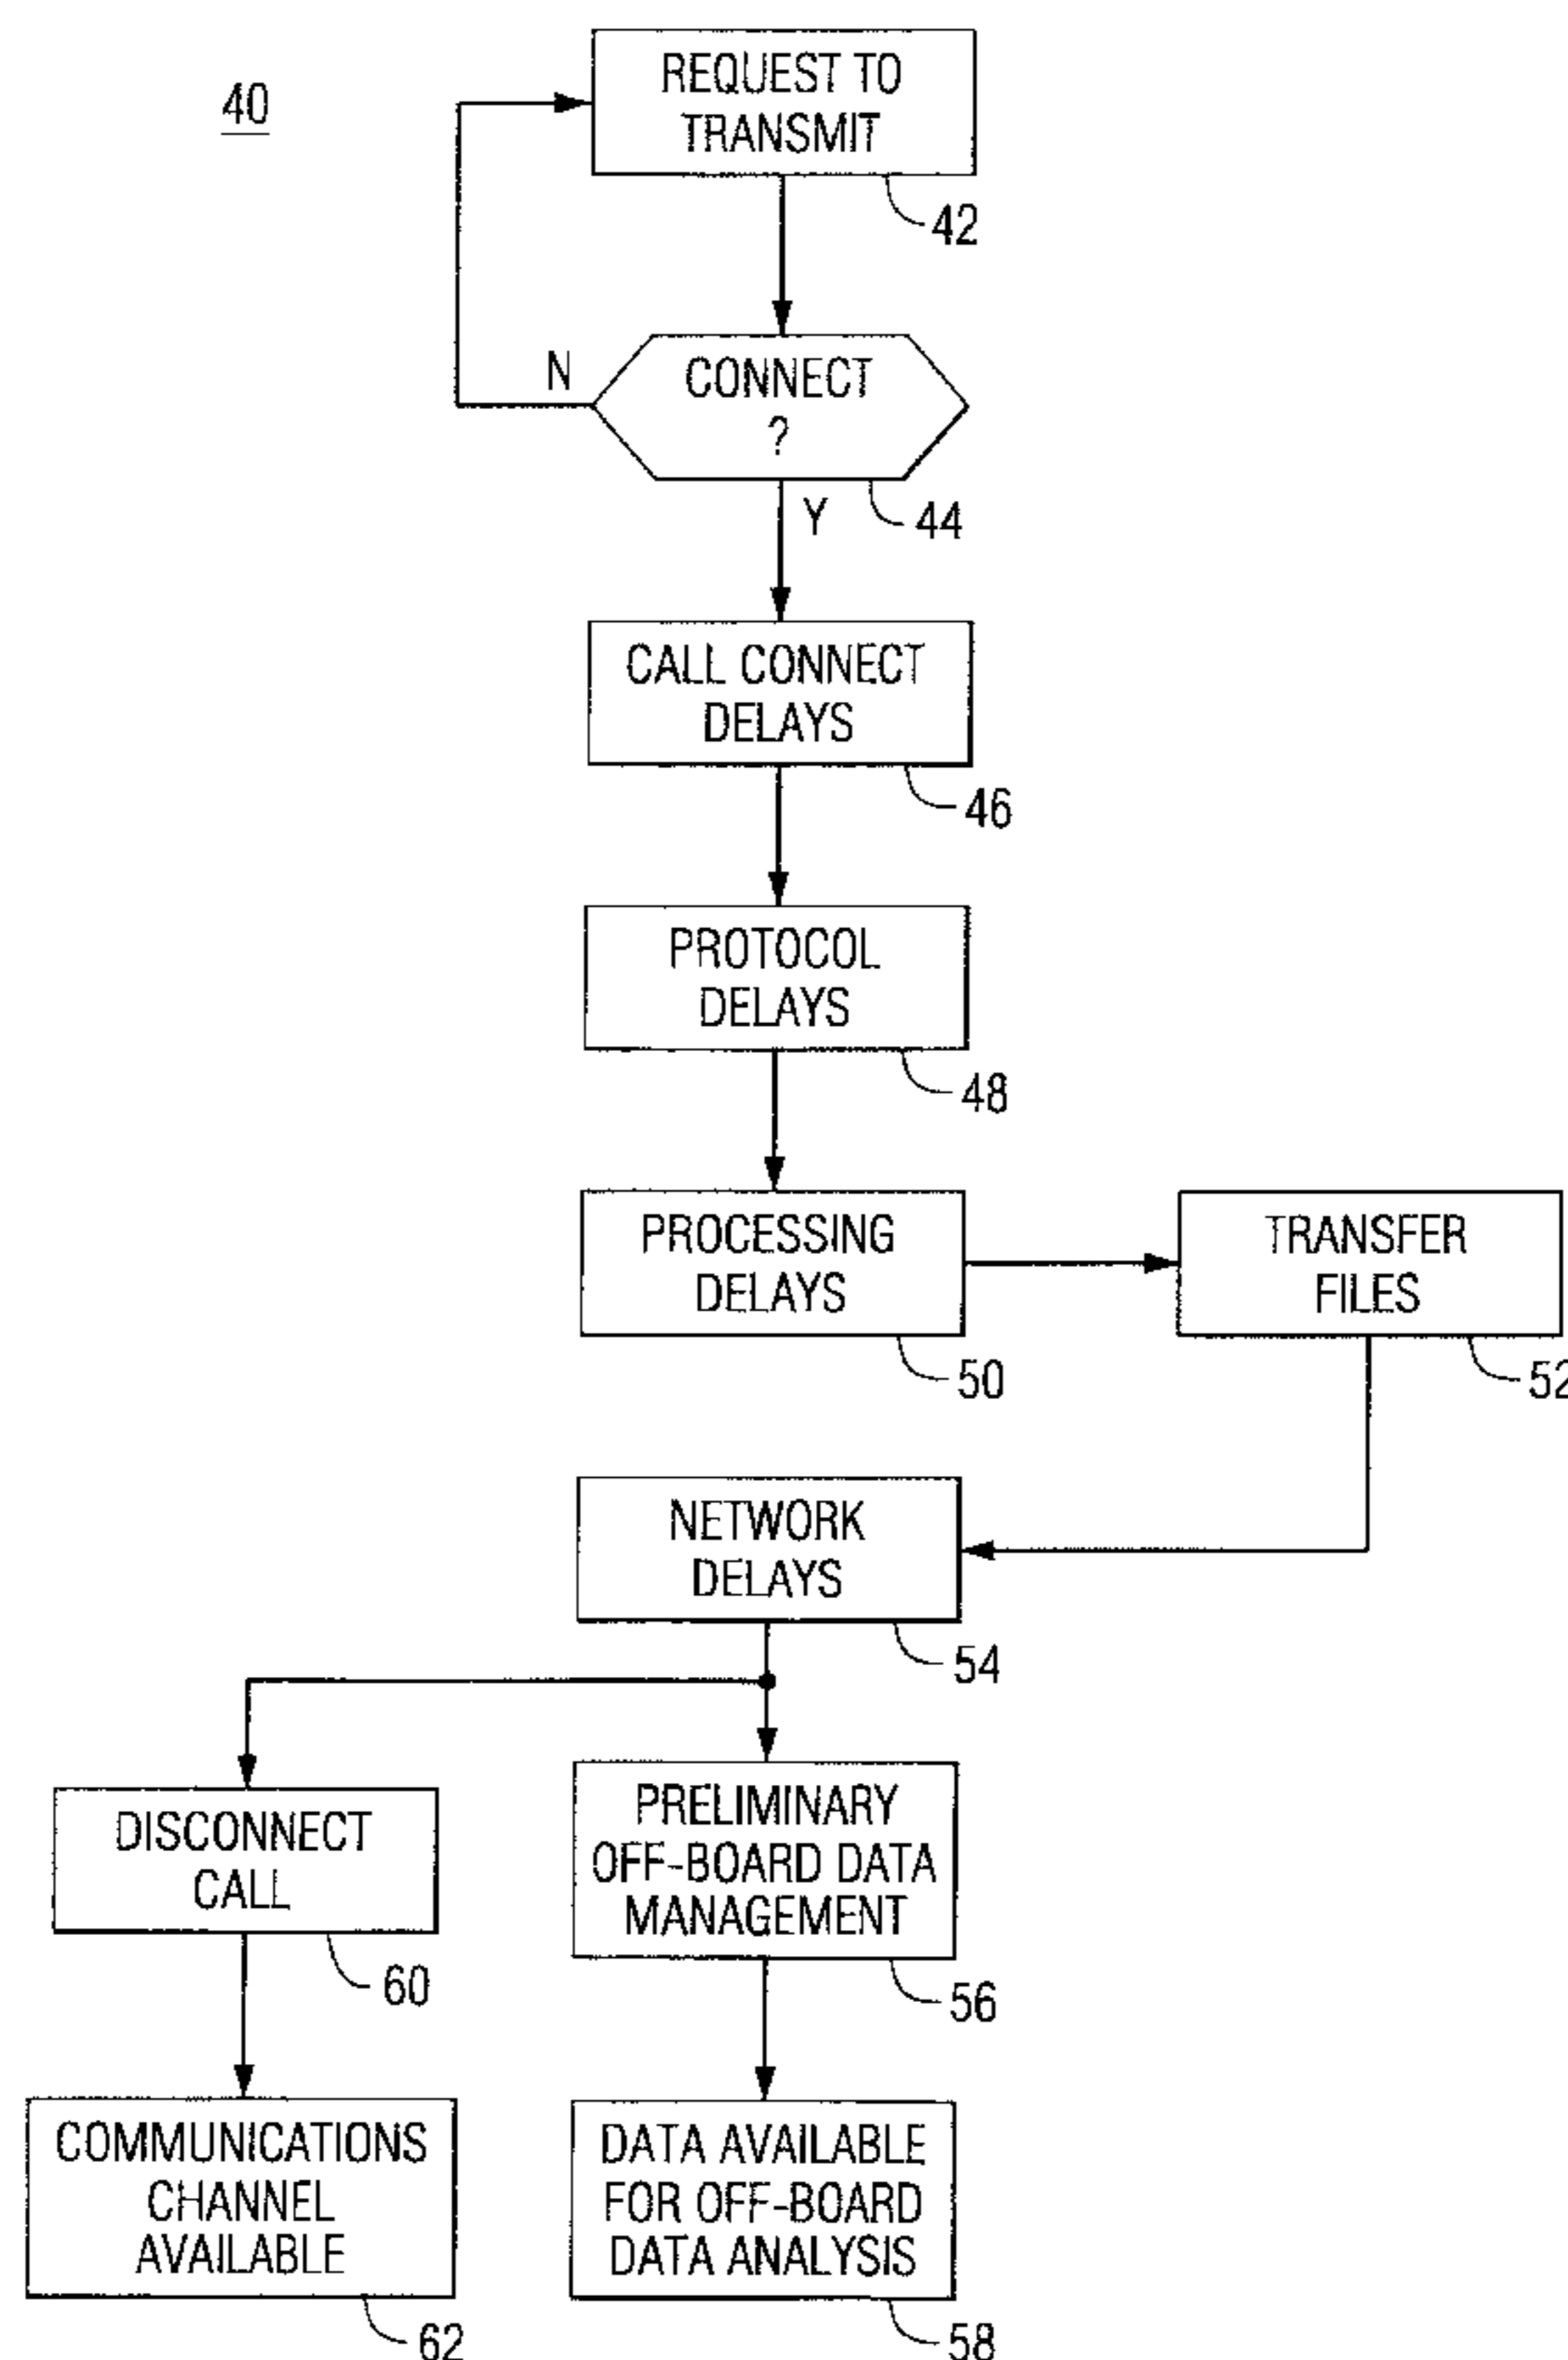 40
REQUEST TO
TRANSMIT
42
N
CONNECT
?
Y
44
CALL CONNECT
DELAYS
46
PROTOCOL
DELAYS
48
PROCESSING
DELAYS
50
TRANSFER
FILES
52
NETWORK
DELAYS
54
DISCONNECT
CALL
60
PRELIMINARY
OFF-BOARD DATA
MANAGEMENT
56
COMMUNICATIONS
CHANNEL
AVAILABLE
62
DATA AVAILABLE
FOR OFF-BOARD
DATA ANALYSIS
58